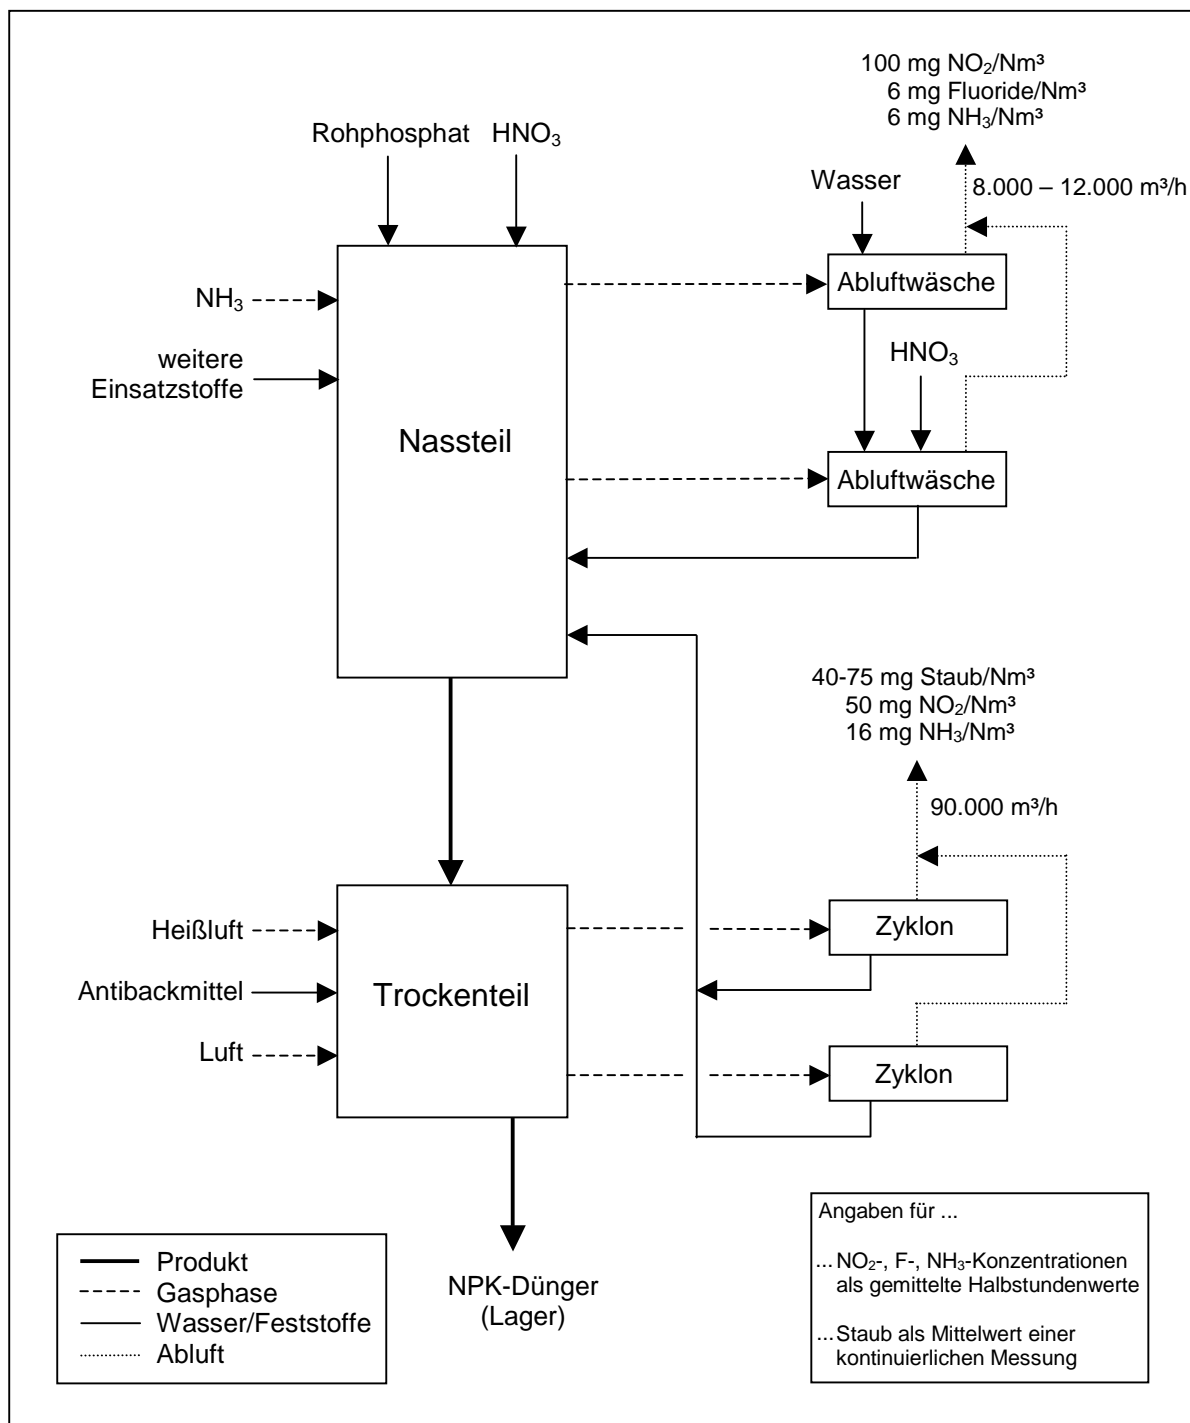 100 mg NO₂/Nm³
6 mg Fluoride/Nm³
6 mg NH₃/Nm³
Rohphosphat
HNO₃
Wasser
8.000 – 12.000 m³/h
Abluftwäsche
NH₃
weitere
Einsatzstoffe
HNO₃
Nassteil
Abluftwäsche
40-75 mg Staub/Nm³
50 mg NO₂/Nm³
16 mg NH₃/Nm³
90.000 m³/h
Heißluft
Zyklon
Antibackmittel
Trockenteil
Luft
Zyklon
NPK-Dünger
(Lager)
Produkt
Gasphase
Wasser/Feststoffe
Abluft
Angaben für ...
... NO₂-, F-, NH₃-Konzentrationen
als gemittelte Halbstundenwerte
... Staub als Mittelwert einer
kontinuierlichen Messung